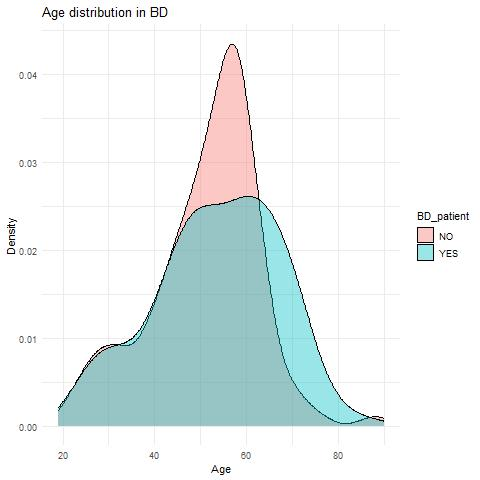 Age distribution in BD
0.04
0.03
0.02
0.01
0.00
Density
20 40 60 80
Age
BD_patient
NO
YES